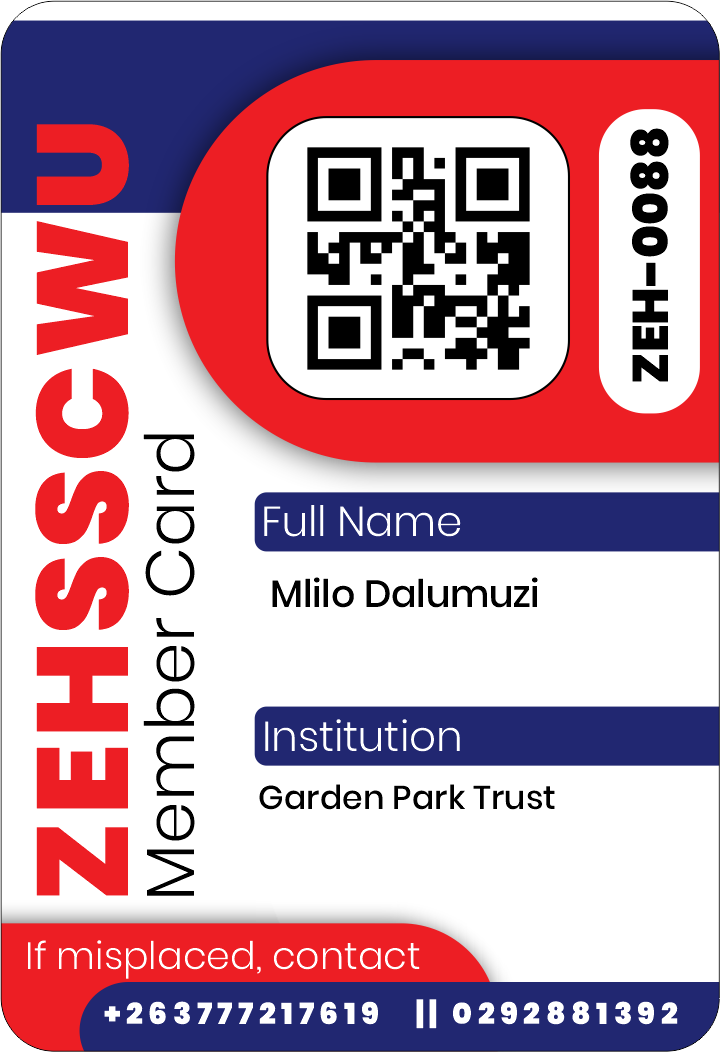 ZEHSSCWU
Member Card
ZEH-0088
Full Name
Mlilo Dalumuzi
Institution
Garden Park Trust
If misplaced, contact
+263777217619 || 0292881392